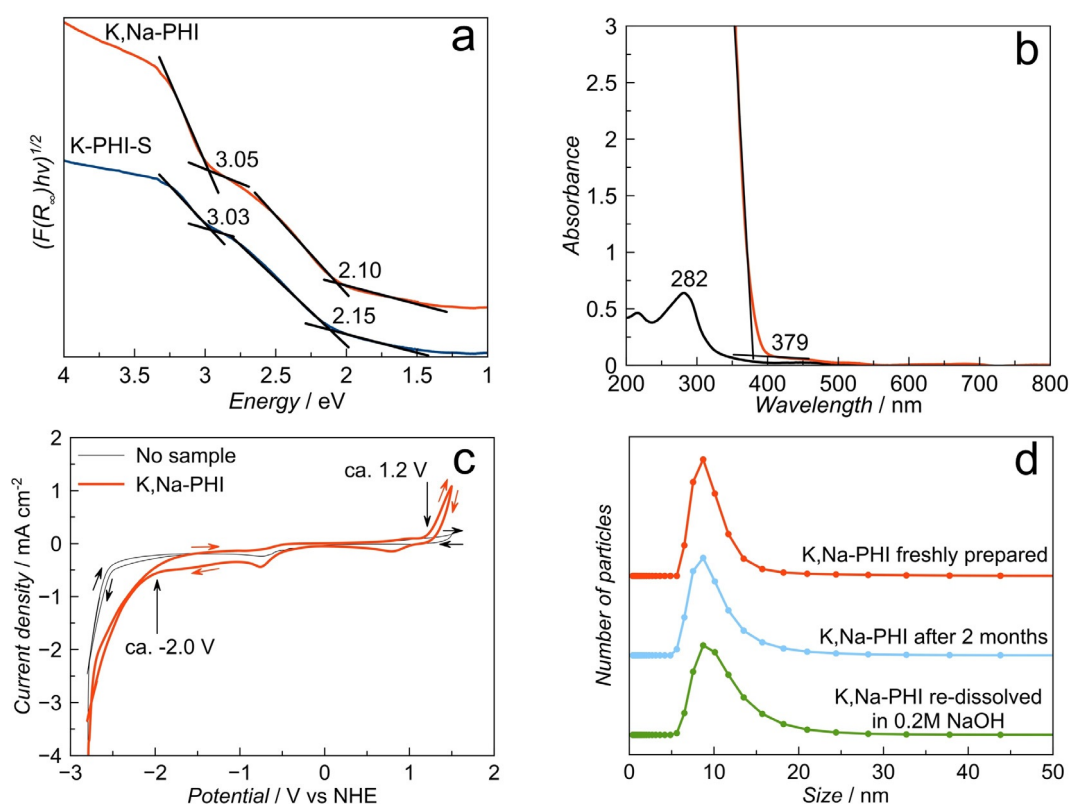 a
K,Na-PHI
K-PHI-S
3.05
3.03
2.10
2.15
(F(R∞)hν)1/2
4 3.5 3 2.5 2 1.5 1
Energy / eV
b
3
2.5
2
1.5
1
0.5
0
282
379
Absorbance
200 300 400 500 600 700 800
Wavelength / nm
c
No sample
K,Na-PHI
ca. 1.2 V
ca. -2.0 V
2
1
0
−1
−2
−3
−4
Current density / mA cm-2
−3 −2 −1 0 1 2
Potential / V vs NHE
d
K,Na-PHI freshly prepared
K,Na-PHI after 2 months
K,Na-PHI re-dissolved
in 0.2M NaOH
Number of particles
0 10 20 30 40 50
Size / nm